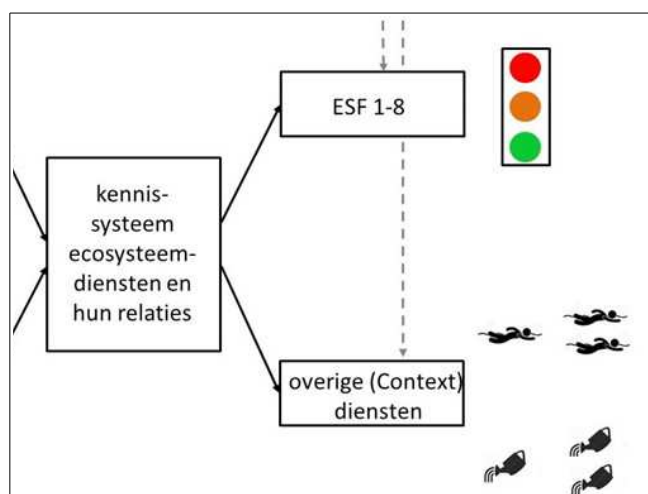 ESF 1-8
kennis-
systeem
ecosysteem-
diensten en
hun relaties
overige (Context)
diensten